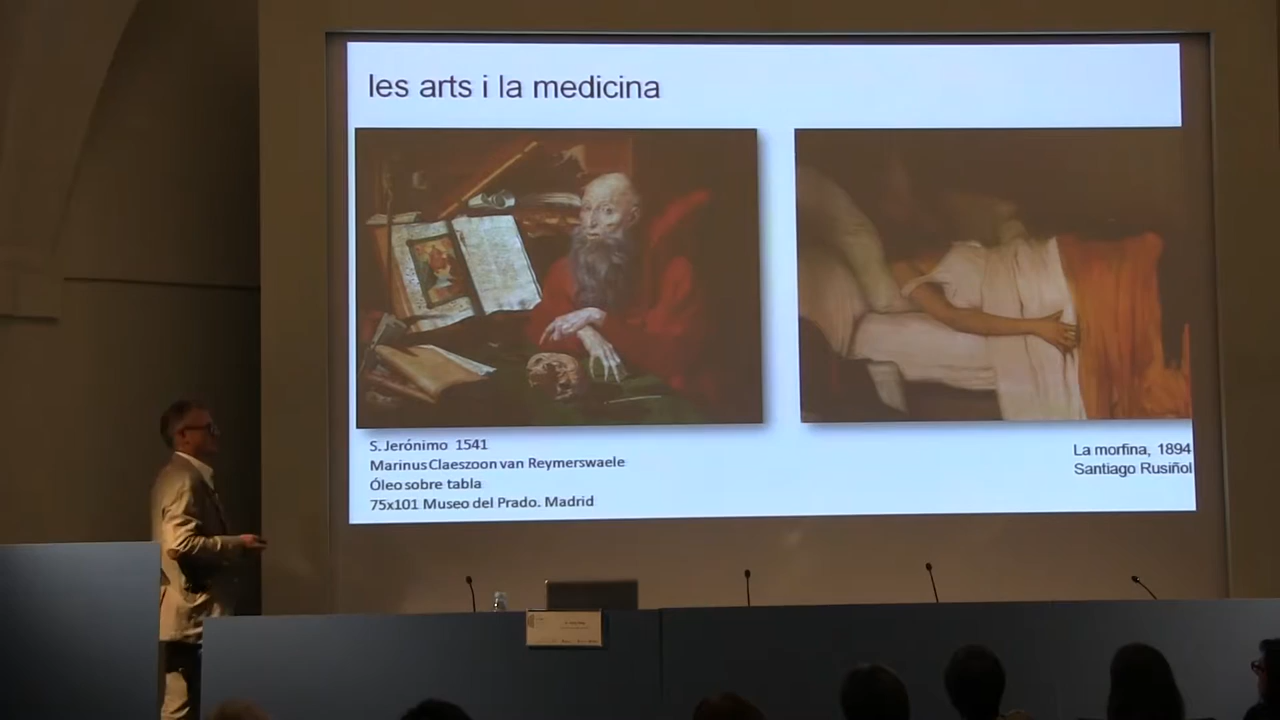 les arts i la medicina
S. Jerónimo 1541
Marinus Claeszoon van Reymerswaele
Óleo sobre tabla
75x101 Museo del Prado. Madrid
La morfina, 1894
Santiago Rusiñol